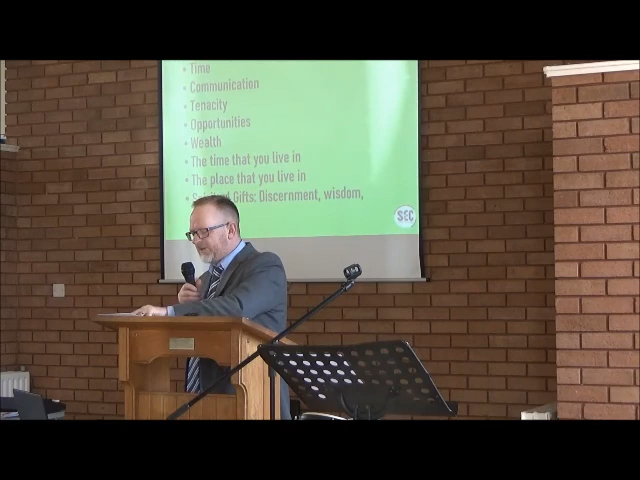 • Time
• Communication
• Tenacity
• Opportunities
• Wealth
• The time that you live in
• The place that you live in
Gifts: Discernment, wisdom,
SEC